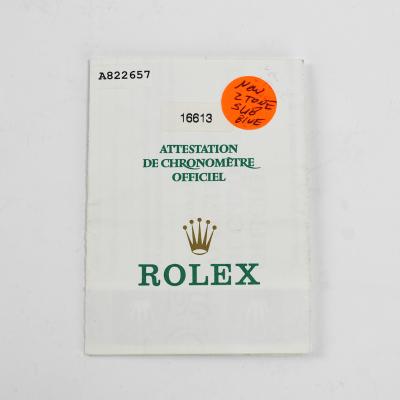 A822657
NEW
2 TONE
SUB
BLUE
16613
ATTESTATION
DE CHRONOMÈTRE
OFFICIEL
ROLEX